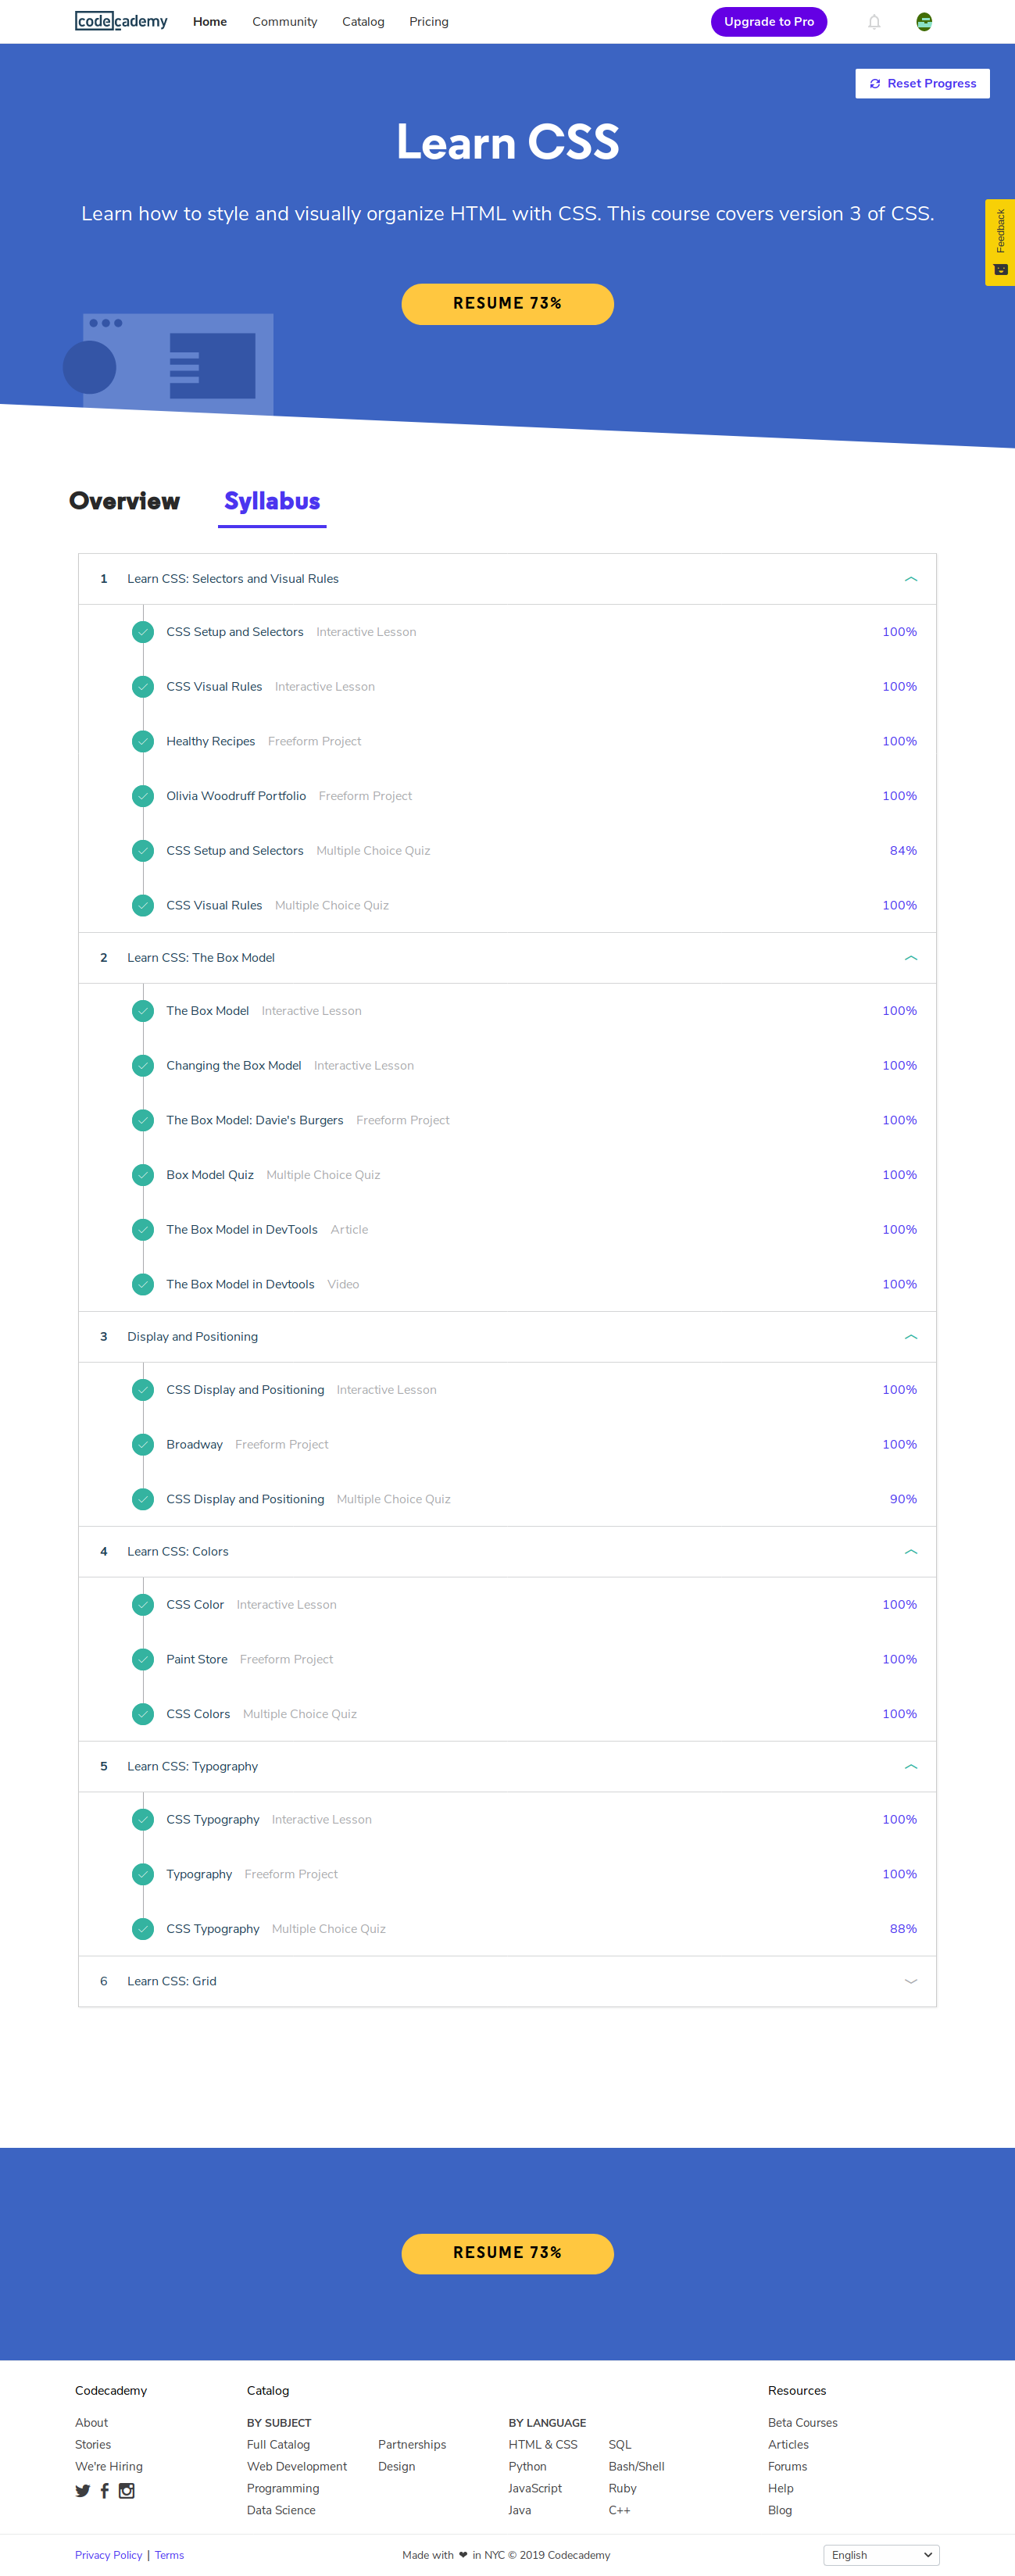 codecademy Home Community Catalog Pricing Upgrade to Pro
Reset Progress
Learn CSS
Learn how to style and visually organize HTML with CSS. This course covers version 3 of CSS.
Feedback
RESUME 73%
Overview Syllabus
1 Learn CSS: Selectors and Visual Rules
CSS Setup and Selectors Interactive Lesson 100%
CSS Visual Rules Interactive Lesson 100%
Healthy Recipes Freeform Project 100%
Olivia Woodruff Portfolio Freeform Project 100%
CSS Setup and Selectors Multiple Choice Quiz 84%
CSS Visual Rules Multiple Choice Quiz 100%
2 Learn CSS: The Box Model
The Box Model Interactive Lesson 100%
Changing the Box Model Interactive Lesson 100%
The Box Model: Davie's Burgers Freeform Project 100%
Box Model Quiz Multiple Choice Quiz 100%
The Box Model in DevTools Article 100%
The Box Model in Devtools Video 100%
3 Display and Positioning
CSS Display and Positioning Interactive Lesson 100%
Broadway Freeform Project 100%
CSS Display and Positioning Multiple Choice Quiz 90%
4 Learn CSS: Colors
CSS Color Interactive Lesson 100%
Paint Store Freeform Project 100%
CSS Colors Multiple Choice Quiz 100%
5 Learn CSS: Typography
CSS Typography Interactive Lesson 100%
Typography Freeform Project 100%
CSS Typography Multiple Choice Quiz 88%
6 Learn CSS: Grid
RESUME 73%
Codecademy Catalog Resources
About BY SUBJECT BY LANGUAGE Beta Courses
Stories Full Catalog Partnerships HTML & CSS SQL Articles
We're Hiring Web Development Design Python Bash/Shell Forums
Programming JavaScript Ruby Help
Data Science Java C++ Blog
Privacy Policy | Terms Made with ❤ in NYC © 2019 Codecademy English